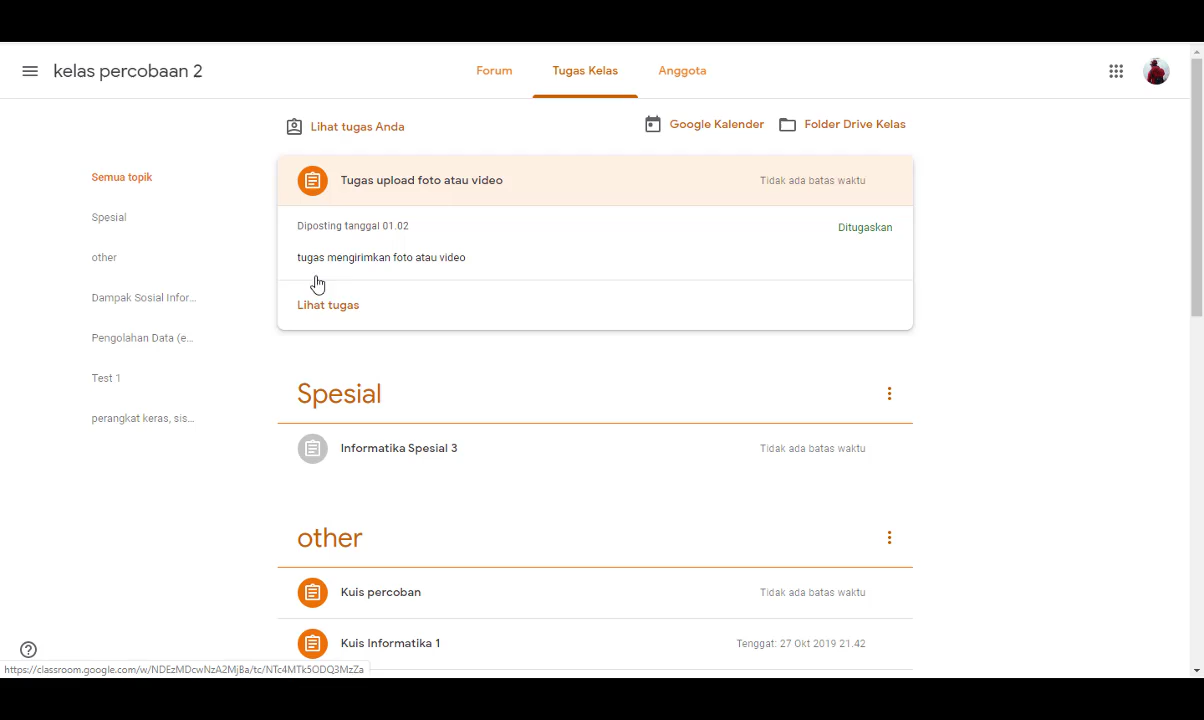 kelas percobaan 2
Forum
Tugas Kelas
Anggota
Lihat tugas Anda
Google Kalender
Folder Drive Kelas
Semua topik
Spesial
other
Dampak Sosial Infor...
Pengolahan Data (e...
Test 1
perangkat keras, sis...
Tugas upload foto atau video
Tidak ada batas waktu
Diposting tanggal 01.02
Ditugaskan
tugas mengirimkan foto atau video
Lihat tugas
Spesial
Informatika Spesial 3
Tidak ada batas waktu
other
Kuis percoban
Tidak ada batas waktu
Kuis Informatika 1
Tenggat: 27 Okt 2019 21.42
https://classroom.google.com/w/NDEzMDcwNzA2MjBa/tc/NTc4MTk5ODQ3MzZa